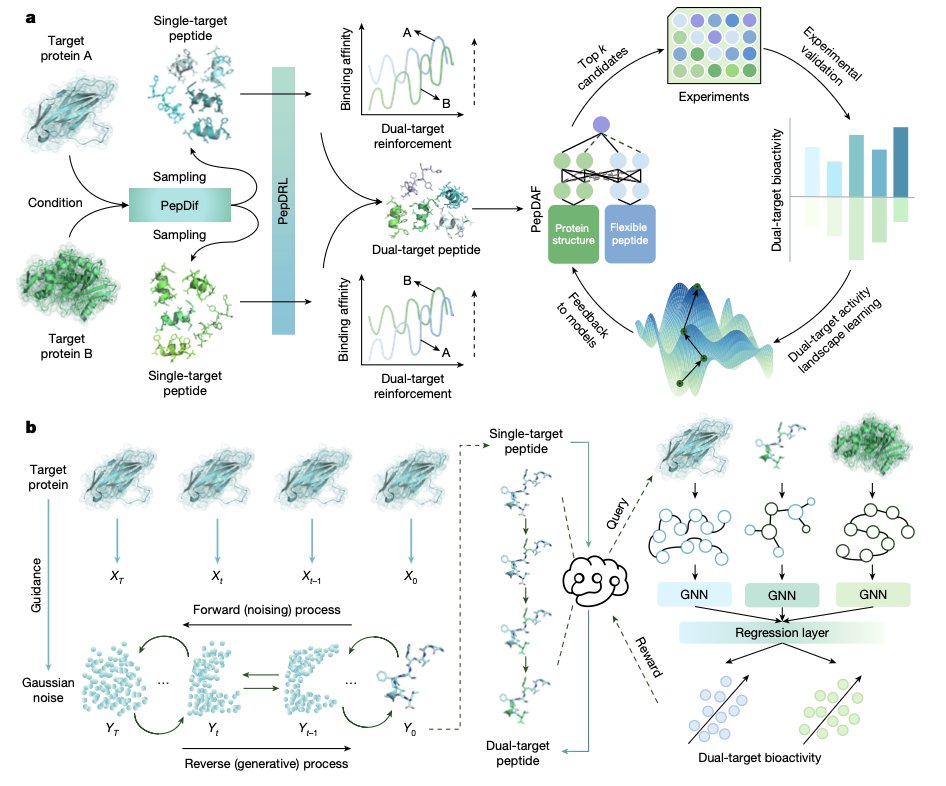 a
Target
protein A
Single-target
peptide
Condition
Sampling
PepDif
Sampling
Target
protein B
Single-target
peptide
PepDRL
Binding affinity
A
B
Dual-target
reinforcement
Dual-target peptide
Binding affinity
B
A
Dual-target
reinforcement
PepDAF
Protein
structure
Flexible
peptide
Top k
candidates
Experiments
Experimental
validation
Dual-target bioactivity
Dual-target activity
landscape learning
Feedback
to models
b
Target
protein
Guidance
X_T
X_t
X_{t–1}
X_0
Forward (noising) process
Gaussian
noise
...
...
Y_T
Y_t
Y_{t–1}
Y_0
Reverse (generative) process
Single-target
peptide
Dual-target
peptide
Query
Reward
GNN
GNN
GNN
Regression layer
Dual-target bioactivity